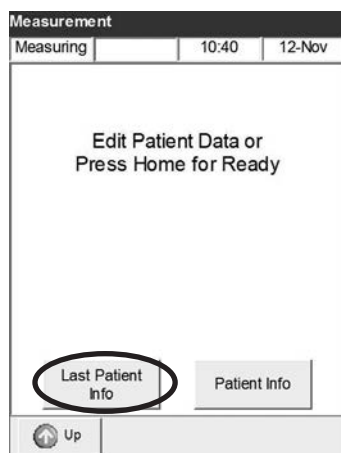 Measurement
Measuring 10:40 12-Nov
Edit Patient Data or
Press Home for Ready
Last Patient
Info
Patient Info
Up